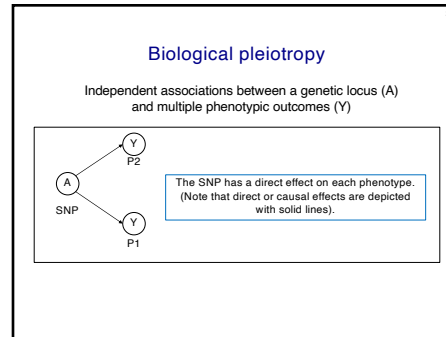 Biological pleiotropy
Independent associations between a genetic locus (A)
and multiple phenotypic outcomes (Y)
Y
P2
A
SNP
Y
P1
The SNP has a direct effect on each phenotype.
(Note that direct or causal effects are depicted
with solid lines).